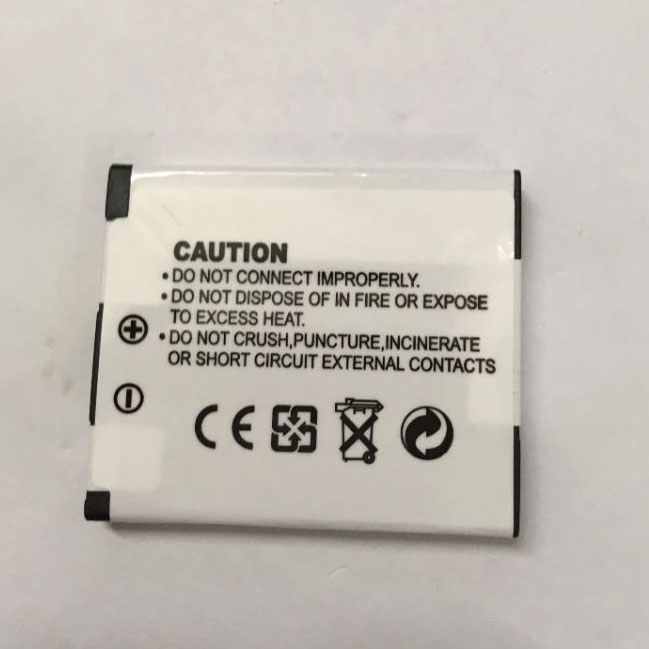 CAUTION
• DO NOT CONNECT IMPROPERLY.
• DO NOT DISPOSE OF IN FIRE OR EXPOSE
TO EXCESS HEAT.
• DO NOT CRUSH,PUNCTURE,INCINERATE
OR SHORT CIRCUIT EXTERNAL CONTACTS
CE